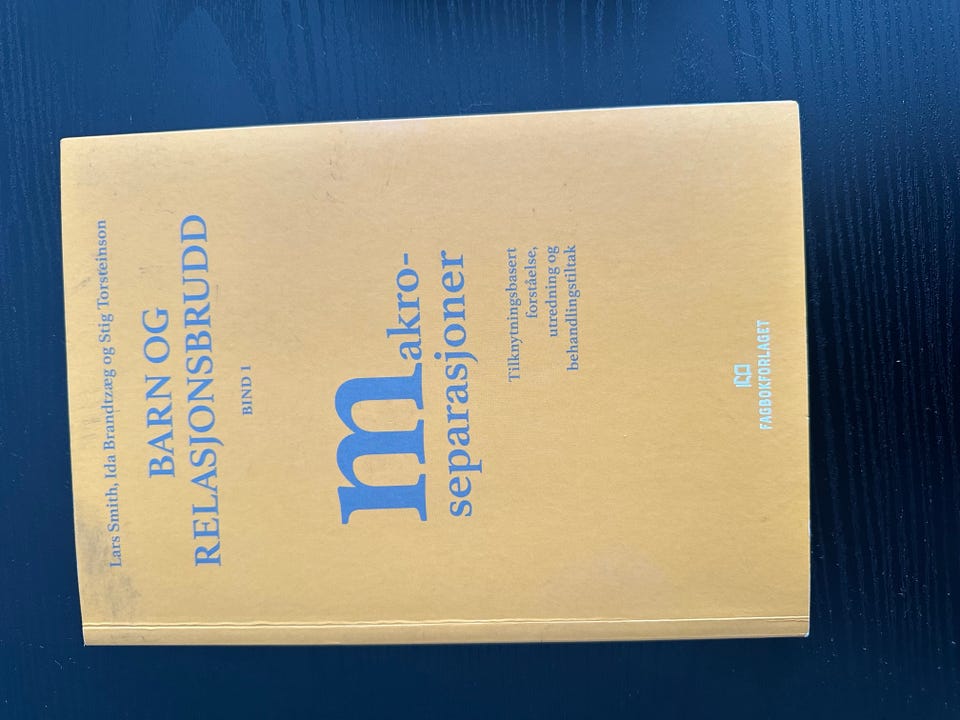 Lars Smith, Ida Brandtzæg og Stig Torsteinson
BARN OG
RELASJONSBRUDD
BIND 1
makro-
separasjoner
Tilknytningsbasert
forståelse,
utredning og
behandlingstiltak
FAGBOKFORLAGET